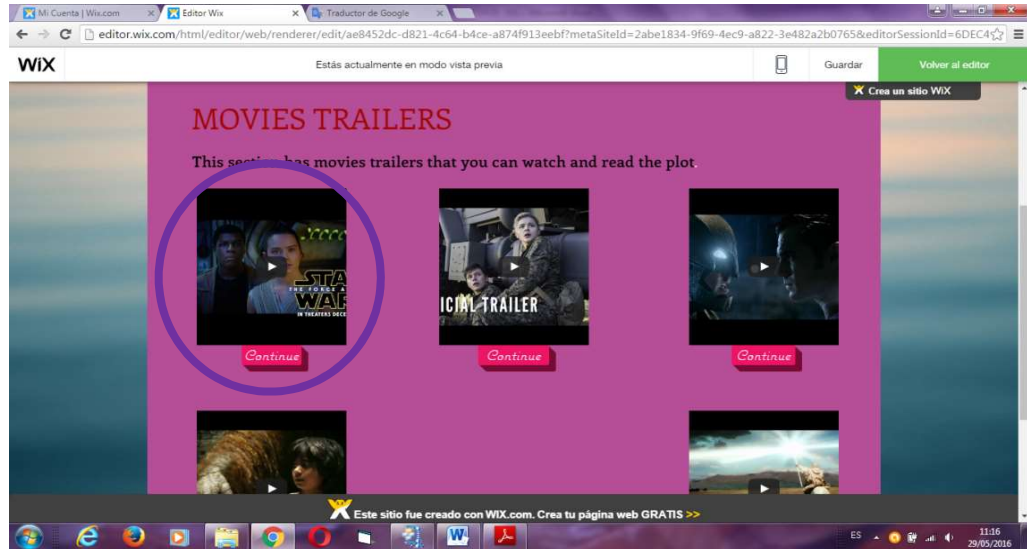 Mi Cuenta | Wix.com
Editor Wix
Traductor de Google
editor.wix.com/html/editor/web/renderer/edit/ae8452dc-d821-4c64-b4ce-a874f913eebf?metaSiteId=2abe1834-9f69-4ec9-a822-3e482a2b0765&editorSessionId=6DEC4
WiX
Estás actualmente en modo vista previa
Guardar
Volver al editor
Crea un sitio WiX
MOVIES TRAILERS
This section has movies trailers that you can watch and read the plot.
STA
THE FORCE A
WAR
IN THEATERS DECE
ICIAL TRAILER
Continue
Continue
Continue
Este sitio fue creado con WIX.com. Crea tu página web GRATIS >>
ES
11:16
29/05/2016